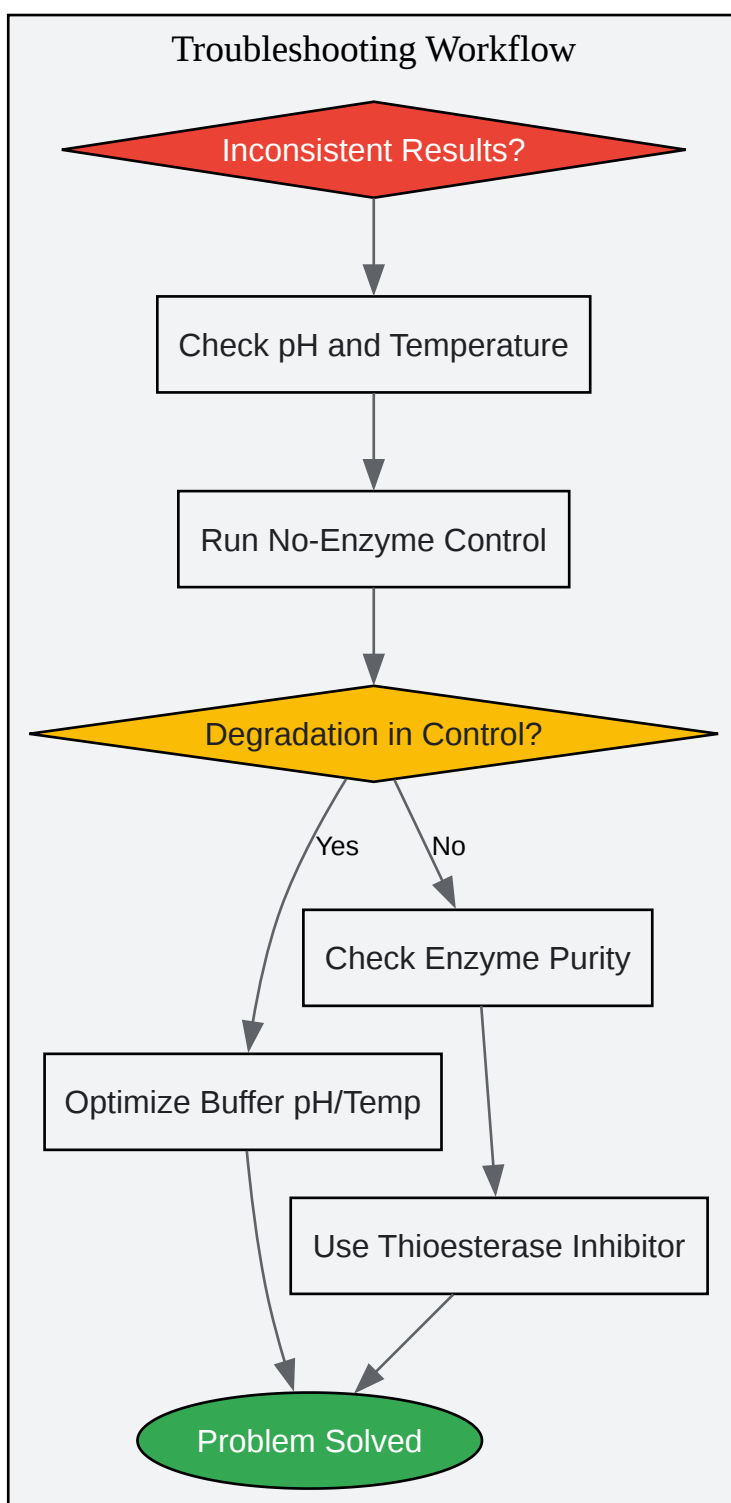 Troubleshooting Workflow
Inconsistent Results?
Check pH and Temperature
Run No-Enzyme Control
Degradation in Control?
Yes
No
Check Enzyme Purity
Optimize Buffer pH/Temp
Use Thioesterase Inhibitor
Problem Solved